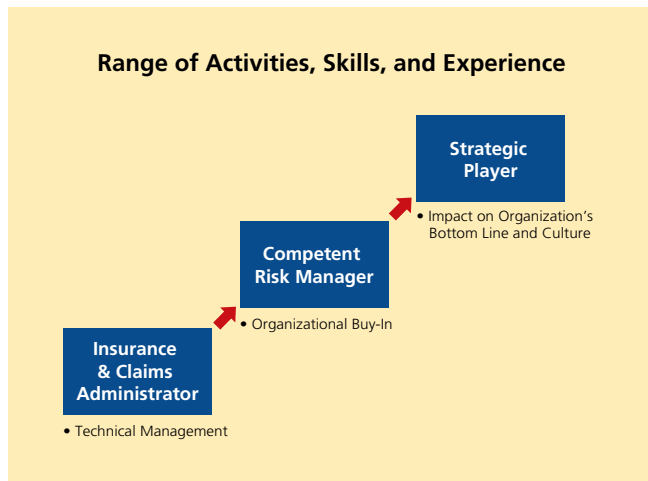 Range of Activities, Skills, and Experience
Strategic
Player
• Impact on Organization's
Bottom Line and Culture
Competent
Risk Manager
• Organizational Buy-In
Insurance
& Claims
Administrator
• Technical Management